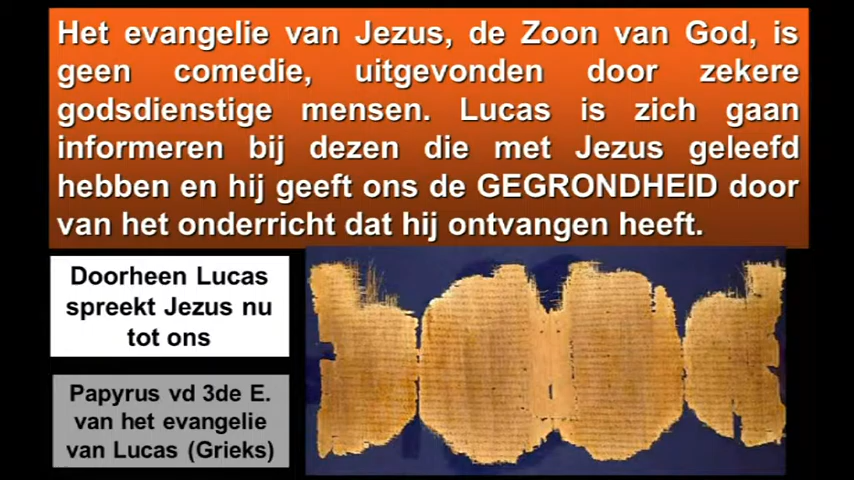 Het evangelie van Jezus, de Zoon van God, is
geen comedie, uitgevonden door zekere
godsdienstige mensen. Lucas is zich gaan
informeren bij dezen die met Jezus geleefd
hebben en hij geeft ons de GEGRONDHEID door
van het onderricht dat hij ontvangen heeft.
Doorheen Lucas
spreekt Jezus nu
tot ons
Papyrus vd 3de E.
van het evangelie
van Lucas (Grieks)